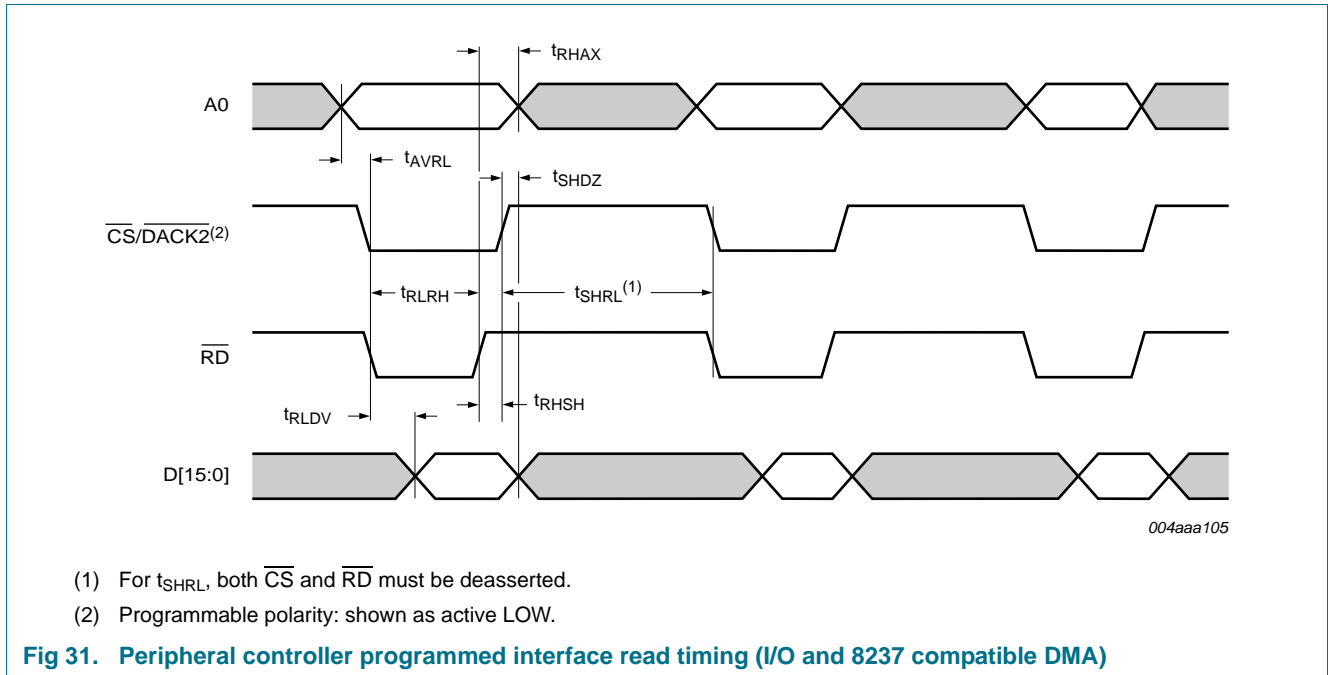 tRHAX
A0
tAVRL
tSHDZ
CS/DACK2(2)
tRLRH
tSHRL(1)
RD
tRLDV
tRHSH
D[15:0]
004aaa105
(1) For tSHRL, both CS and RD must be deasserted.
(2) Programmable polarity: shown as active LOW.
Fig 31. Peripheral controller programmed interface read timing (I/O and 8237 compatible DMA)